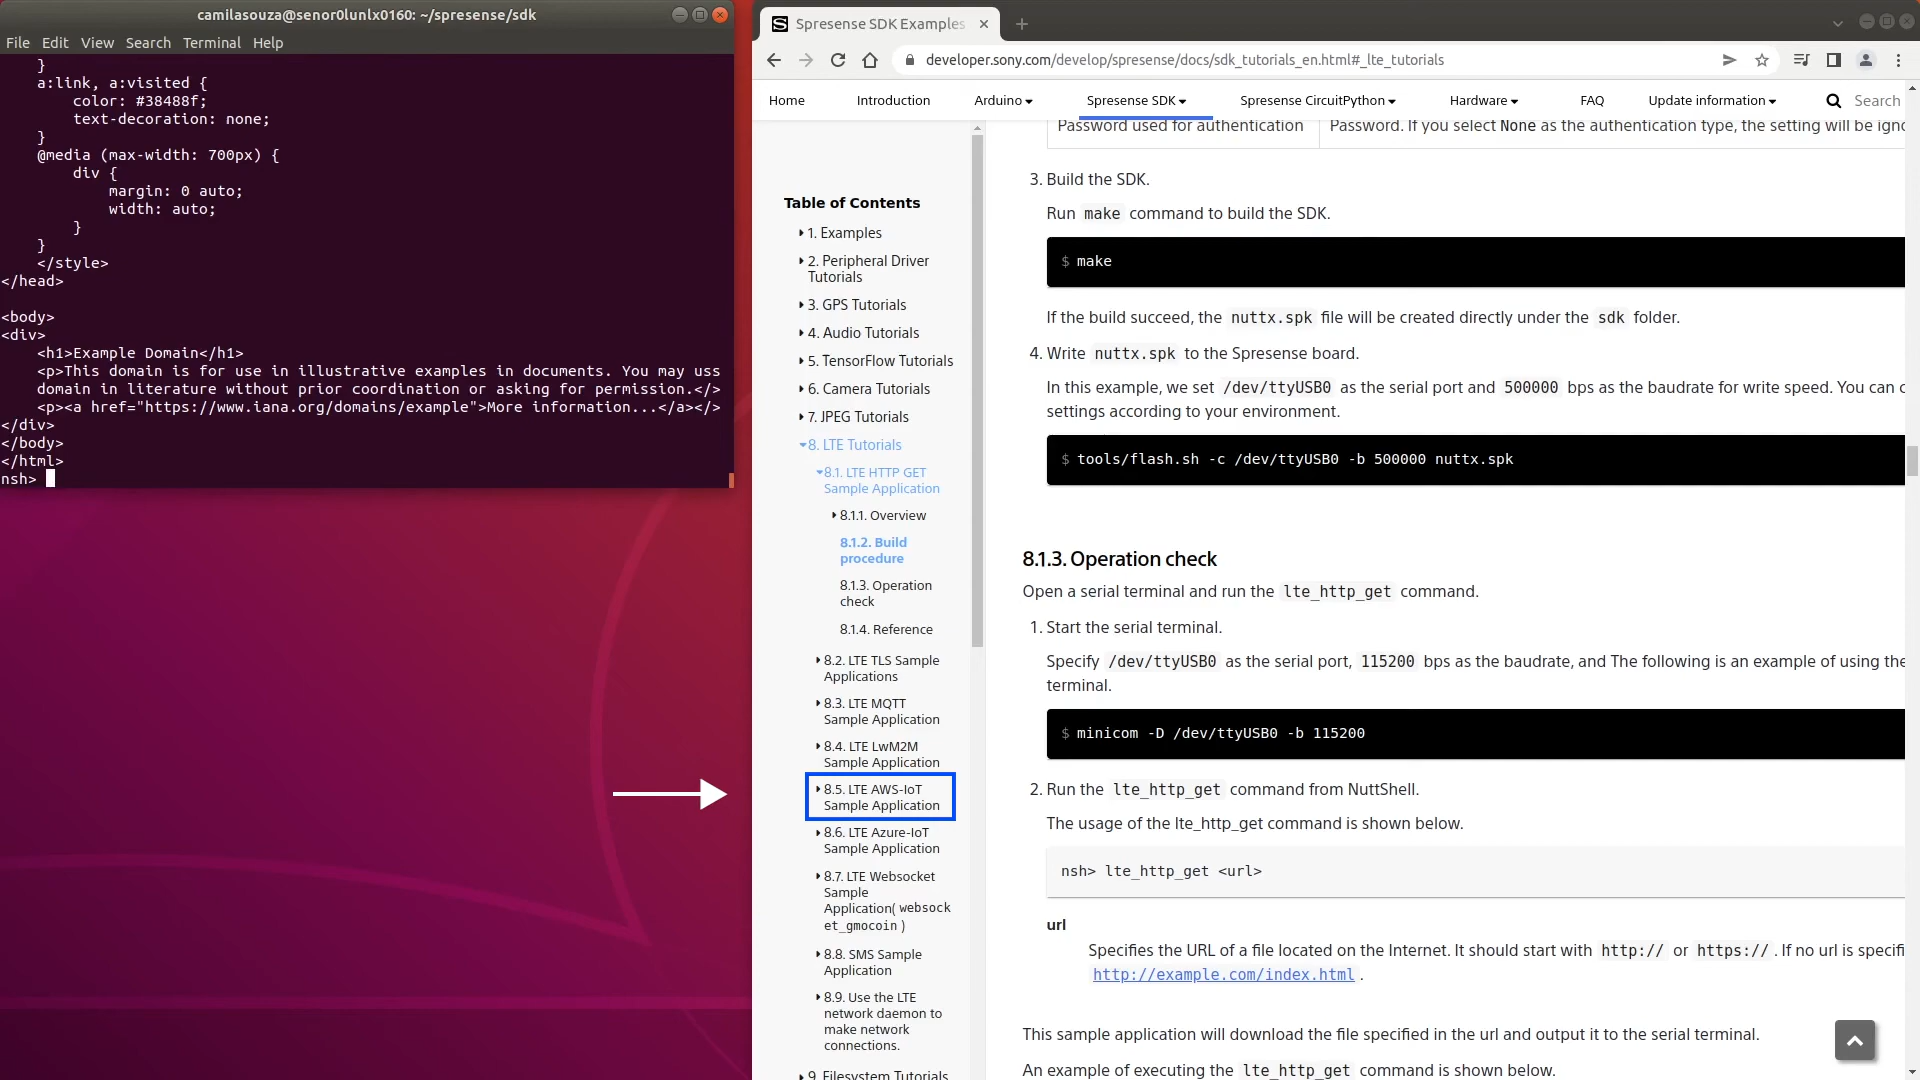 camilasouza@senor0lunlx0160: ~/spresense/sdk
File Edit View Search Terminal Help
}
a:link, a:visited {
color: #38488f;
text-decoration: none;
}
@media (max-width: 700px) {
div {
margin: 0 auto;
width: auto;
}
}
</style>
</head>
<body>
<div>
<h1>Example Domain</h1>
<p>This domain is for use in illustrative examples in documents. You may uss
domain in literature without prior coordination or asking for permission.</>
<p><a href="https://www.iana.org/domains/example">More information...</a></>
</div>
</body>
</html>
nsh>
Spresense SDK Examples
developer.sony.com/develop/spresense/docs/sdk_tutorials_en.html#_lte_tutorials
Home Introduction Arduino Spresense SDK Spresense CircuitPython Hardware FAQ Update information Search
Table of Contents
1. Examples
2. Peripheral Driver
Tutorials
3. GPS Tutorials
4. Audio Tutorials
5. TensorFlow Tutorials
6. Camera Tutorials
7. JPEG Tutorials
8. LTE Tutorials
8.1. LTE HTTP GET
Sample Application
8.1.1. Overview
8.1.2. Build
procedure
8.1.3. Operation
check
8.1.4. Reference
8.2. LTE TLS Sample
Applications
8.3. LTE MQTT
Sample Application
8.4. LTE LwM2M
Sample Application
8.5. LTE AWS-IoT
Sample Application
8.6. LTE Azure-IoT
Sample Application
8.7. LTE Websocket
Sample
Application( websock
et_gmocoin )
8.8. SMS Sample
Application
8.9. Use the LTE
network daemon to
make network
connections.
9. Filesystem Tutorials
Password used for authentication Password. If you select None as the authentication type, the setting will be igno
3. Build the SDK.
Run make command to build the SDK.
$ make
If the build succeed, the nuttx.spk file will be created directly under the sdk folder.
4. Write nuttx.spk to the Spresense board.
In this example, we set /dev/ttyUSB0 as the serial port and 500000 bps as the baudrate for write speed. You can c
settings according to your environment.
$ tools/flash.sh -c /dev/ttyUSB0 -b 500000 nuttx.spk
8.1.3. Operation check
Open a serial terminal and run the lte_http_get command.
1. Start the serial terminal.
Specify /dev/ttyUSB0 as the serial port, 115200 bps as the baudrate, and The following is an example of using the
terminal.
$ minicom -D /dev/ttyUSB0 -b 115200
2. Run the lte_http_get command from NuttShell.
The usage of the lte_http_get command is shown below.
nsh> lte_http_get <url>
url
Specifies the URL of a file located on the Internet. It should start with http:// or https:// . If no url is specifi
http://example.com/index.html .
This sample application will download the file specified in the url and output it to the serial terminal.
An example of executing the lte_http_get command is shown below.